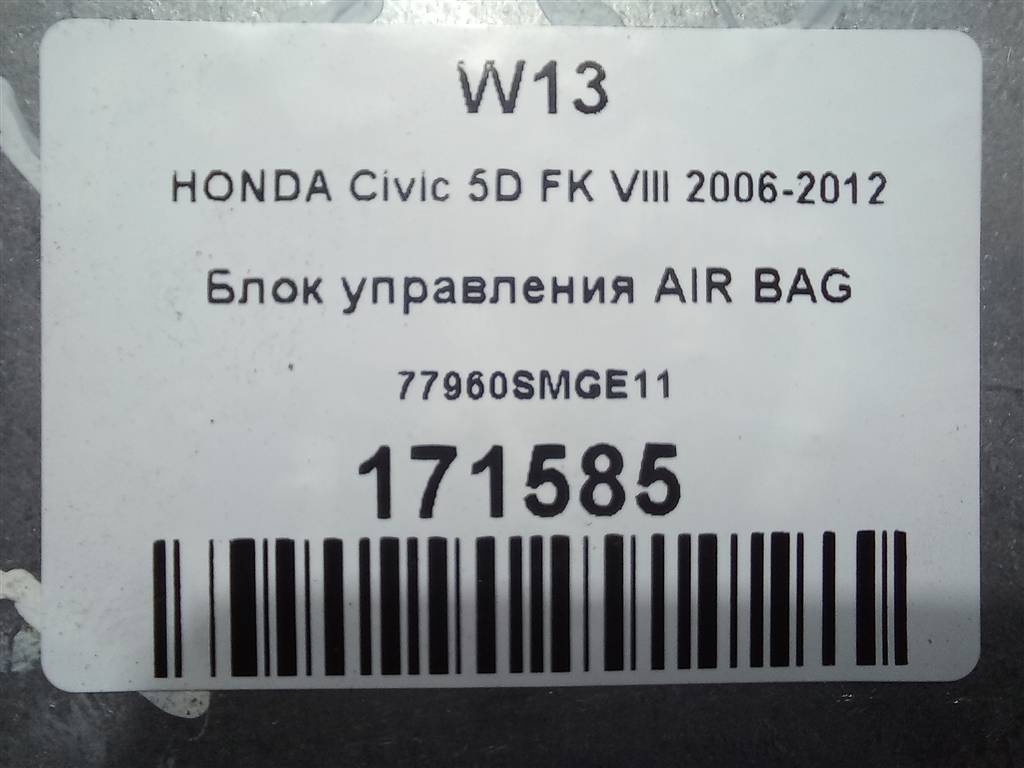 W13
HONDA Civic 5D FK VIII 2006-2012
Блок управления AIR BAG
77960SMGE11
171585